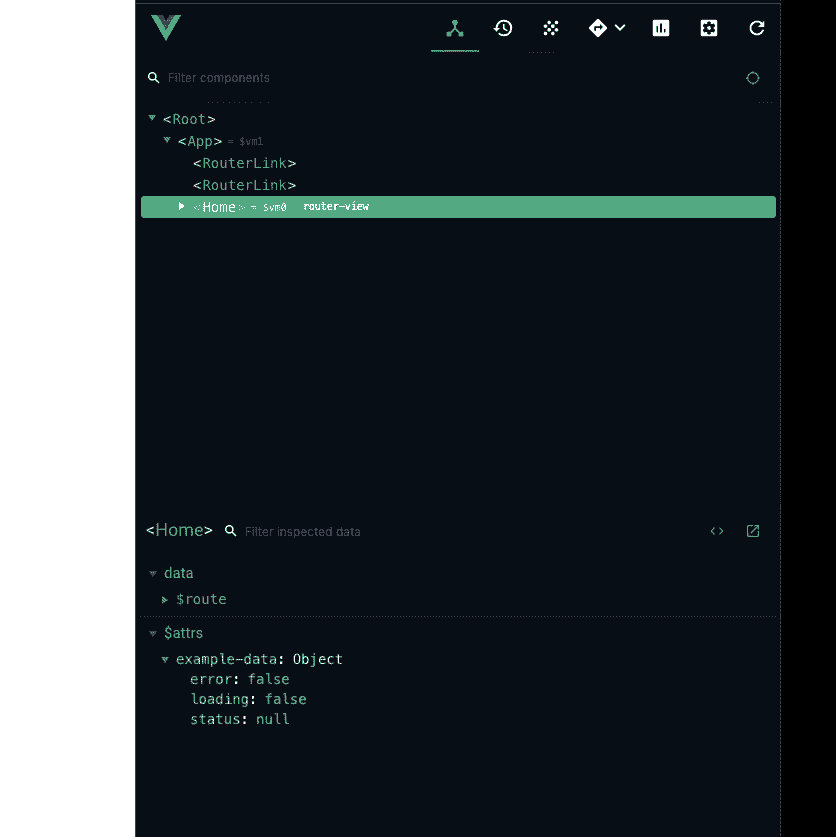 Filter components
<Root>
<App> = $vm1
<RouterLink>
<RouterLink>
<Home> = $vm0 router-view
<Home> Filter inspected data
data
$route
$attrs
example-data: Object
error: false
loading: false
status: null